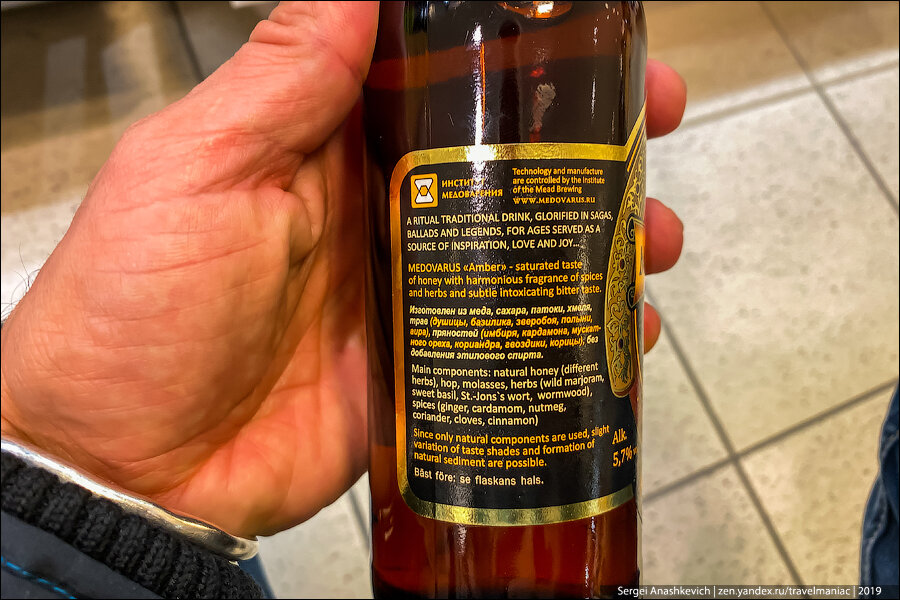 ИНСТИТ
МЕДОВАРЕНИЯ
Technology and manufacture
are controlled by the Institute
of the Mead Brewing
WWW.MEDOVARUS.RU
A RITUAL TRADITIONAL DRINK, GLORIFIED IN SAGAS,
BALLADS AND LEGENDS, FOR AGES SERVED AS A
SOURCE OF INSPIRATION, LOVE AND JOY...
MEDOVARUS «Amber» - saturated taste
of honey with harmonious fragrance of spices
and herbs and subtle intoxicating bitter taste.
Изготовлен из меда, сахара, патоки, хмеля,
трав (душицы, базилика, зверобоя, полыни,
аира), пряностей (имбиря, кардамона, мускат-
ного ореха, кориандра, гвоздики, корицы), без
добавления этилового спирта.
Main components: natural honey (different
herbs), hop, molasses, herbs (wild marjoram,
sweet basil, St.-Jons`s wort, wormwood),
spices (ginger, cardamom, nutmeg,
coriander, cloves, cinnamon)
Since only natural components are used, slight
variation of taste shades and formation of
natural sediment are possible.
Bäst före: se flaskans hals.
Alk.
5,7%
Sergei Anashkevich | zen.yandex.ru/travelmaniac | 2019